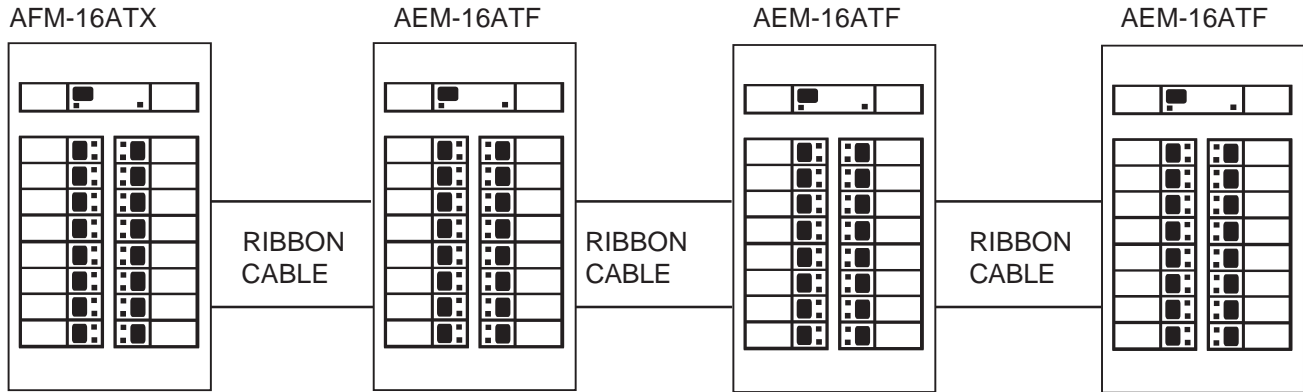 AFM-16ATX
AEM-16ATF
AEM-16ATF
AEM-16ATF
RIBBON
CABLE
RIBBON
CABLE
RIBBON
CABLE